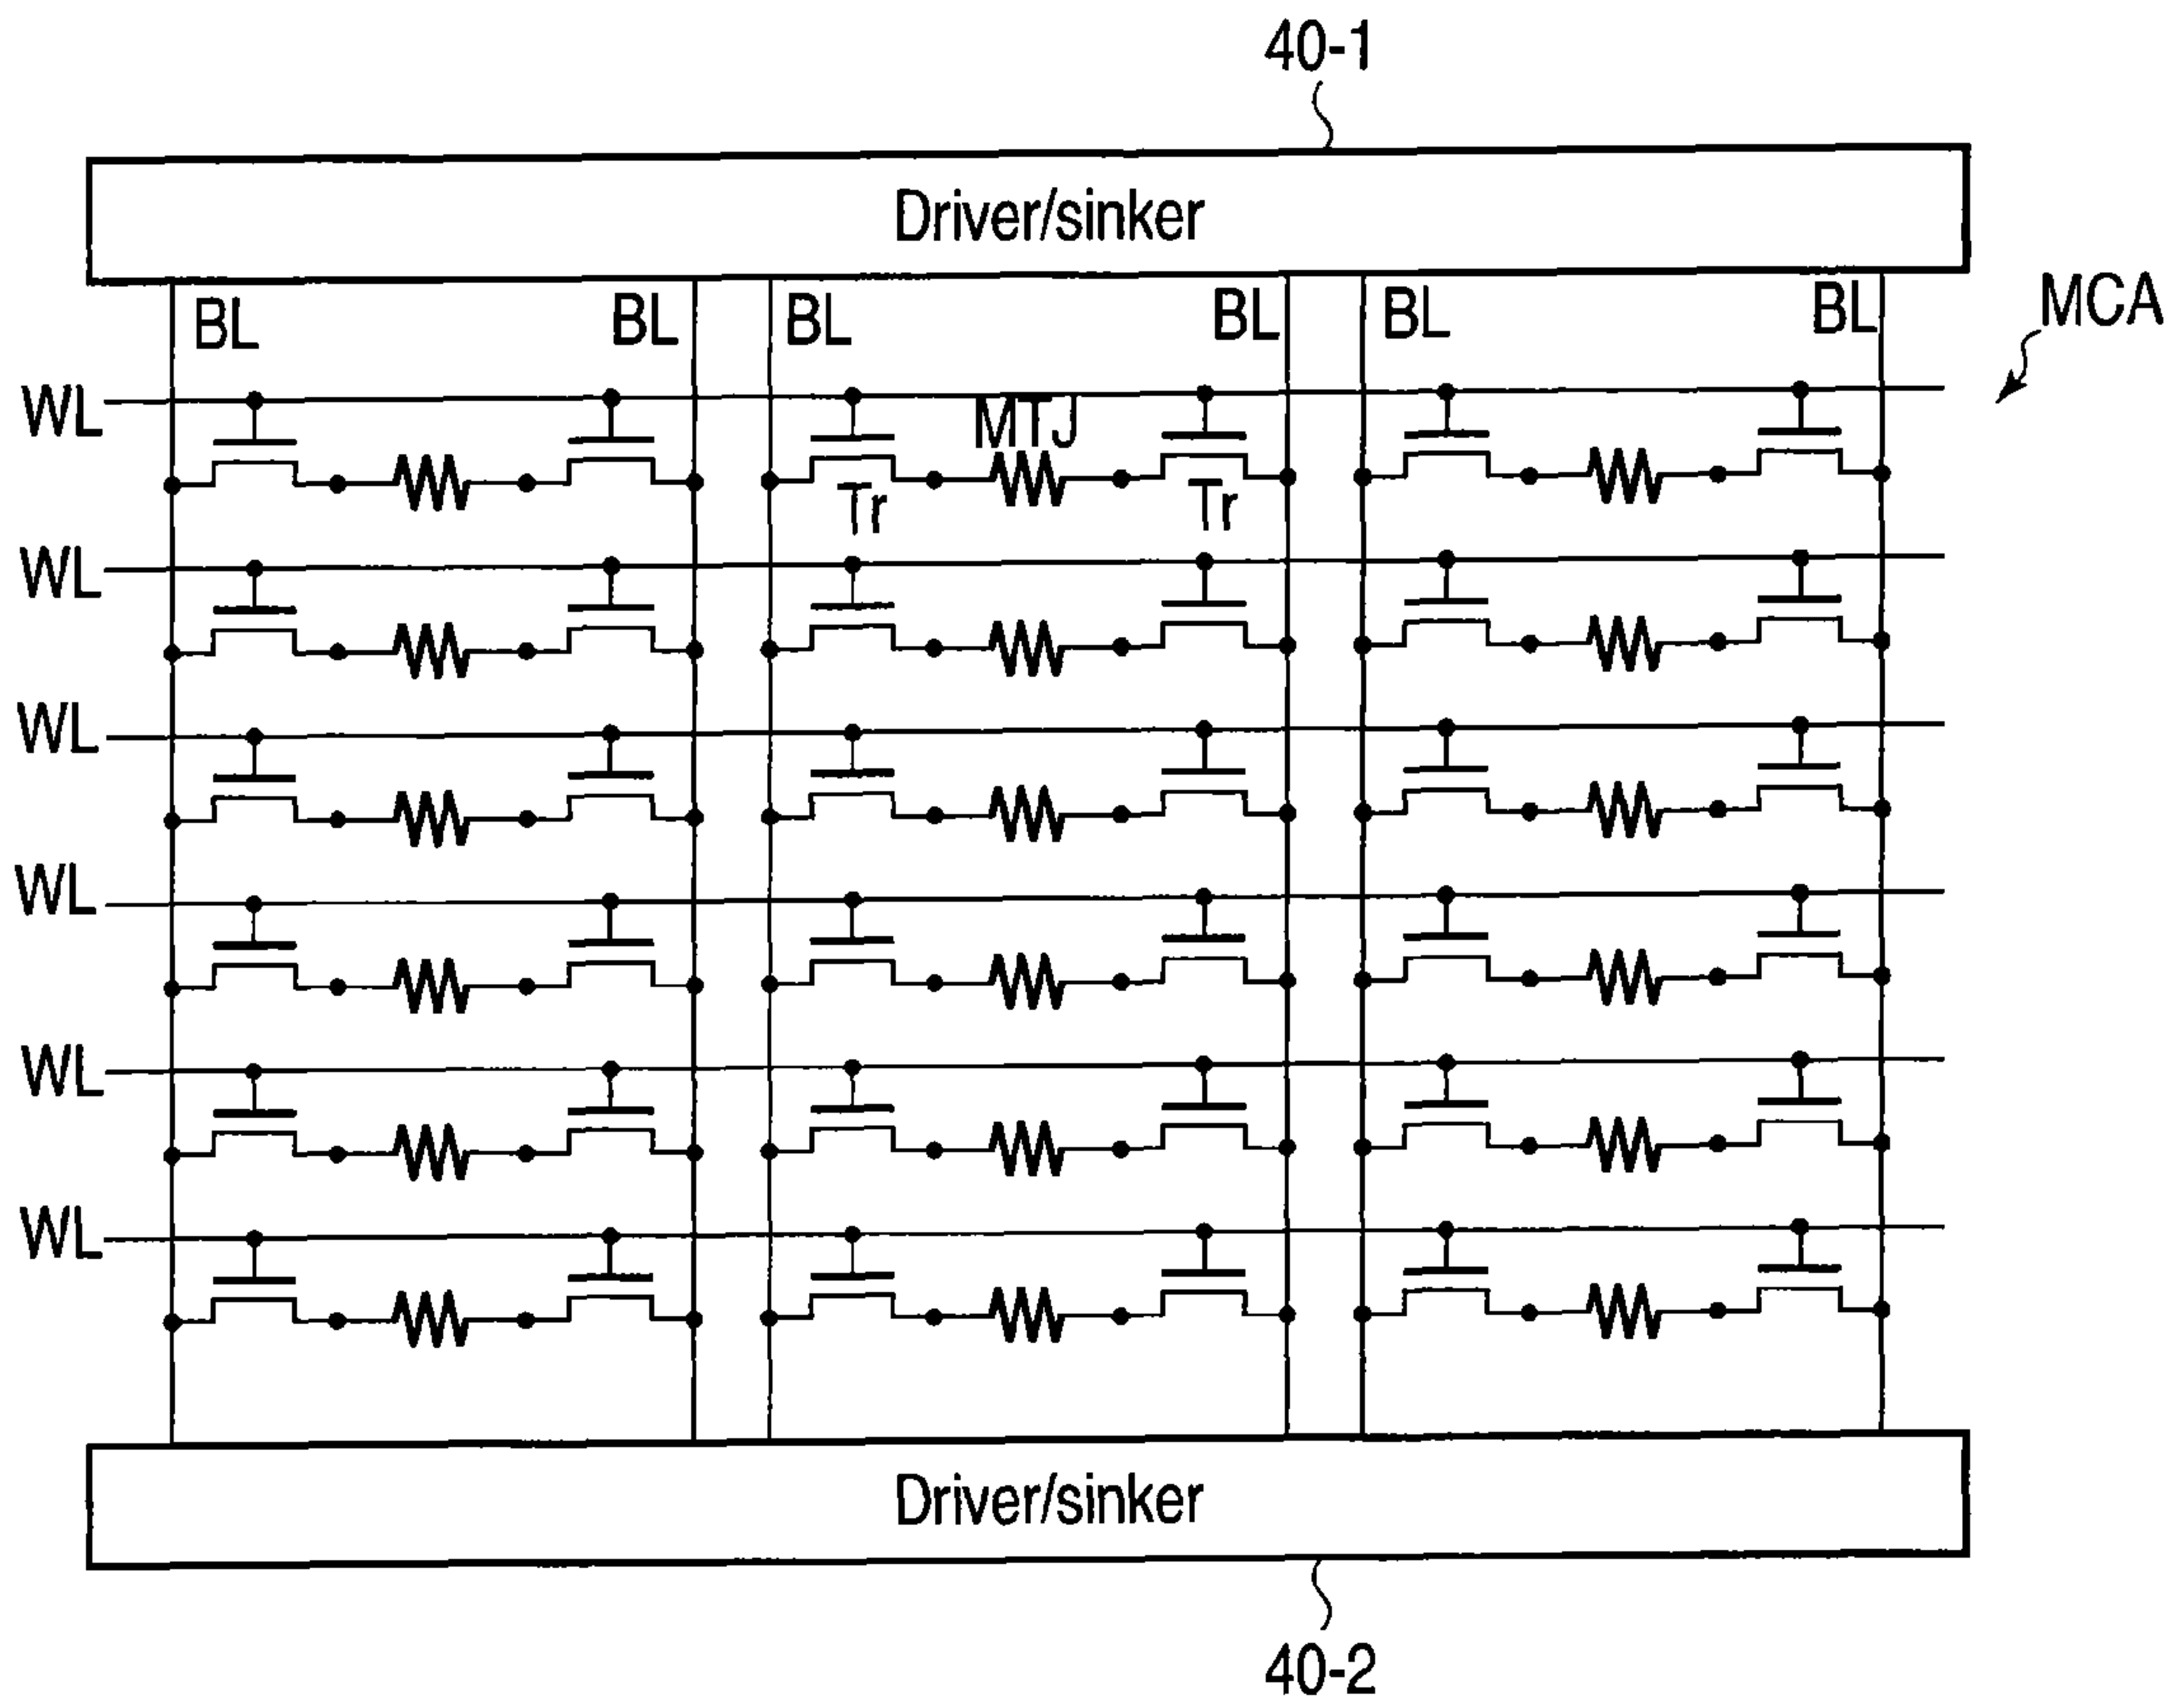 40-1
Driver/sinker
BL BL BL BL BL BL
MCA
WL
MTJ
Tr Tr
WL
WL
WL
WL
WL
Driver/sinker
40-2